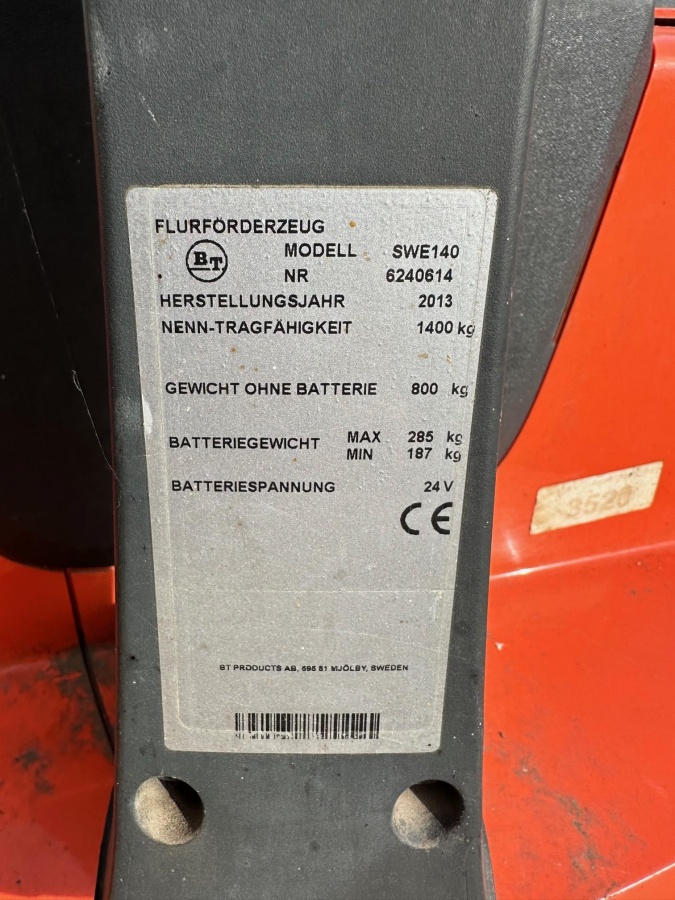 FLURFÖRDERZEUG
BT MODELL SWE140
NR 6240614
HERSTELLUNGSJAHR 2013
NENN-TRAGFÄHIGKEIT 1400 kg
GEWICHT OHNE BATTERIE 800 kg
BATTERIEGEWICHT MAX 285 kg
MIN 187 kg
BATTERIESPANNUNG 24 V
CE
3520
BT PRODUCTS AB, 595 81 MJÖLBY, SWEDEN